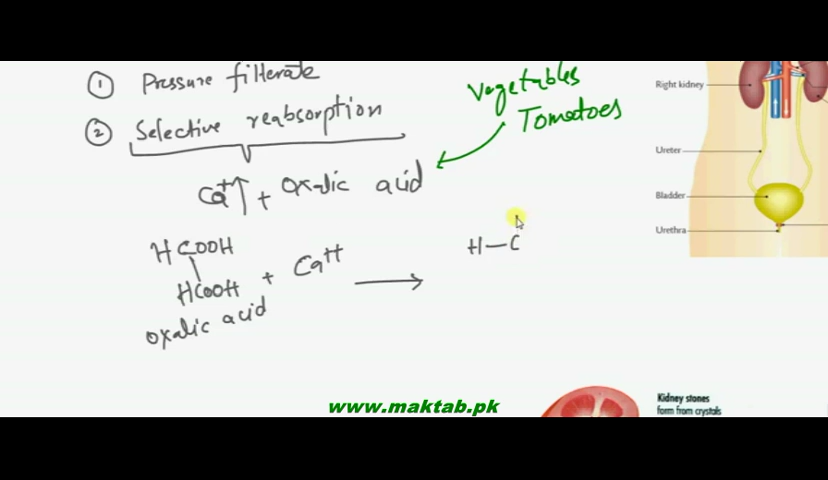 ① Pressure filterate
② Selective reabsorption
Ca++↑ + oxalic acid
Vegetables
Tomatoes
HCOOH
HCOOH + Ca++ ⟶ H—C
oxalic acid
Right kidney
Ureter
Bladder
Urethra
www.maktab.pk
Kidney stones
form from crystals